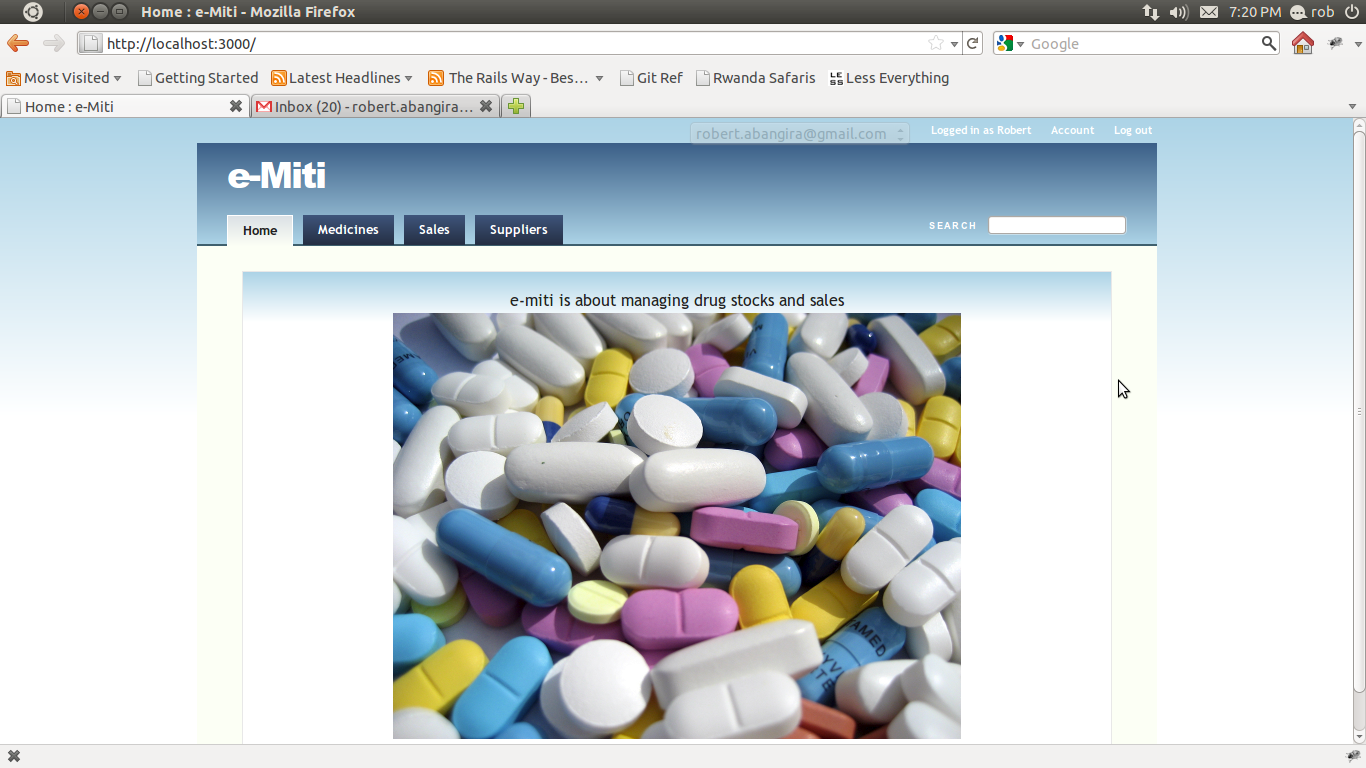 Home : e-Miti - Mozilla Firefox
7:20 PM
rob
http://localhost:3000/
Google
Most Visited
Getting Started
Latest Headlines
The Rails Way - Bes...
Git Ref
Rwanda Safaris
LESS
Less Everything
Home : e-Miti
Inbox (20) - robert.abangira...
robert.abangira@gmail.com
Logged in as Robert
Account
Log out
e-Miti
Home
Medicines
Sales
Suppliers
SEARCH
e-miti is about managing drug stocks and sales